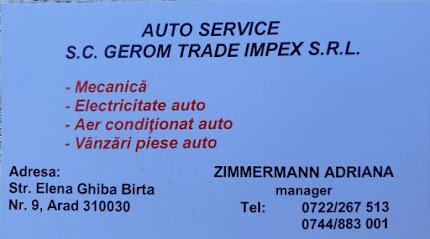 AUTO SERVICE
S.C. GEROM TRADE IMPEX S.R.L.
- Mecanică
- Electricitate auto
- Aer condiţionat auto
- Vânzări piese auto
Adresa:
Str. Elena Ghiba Birta
Nr. 9, Arad 310030
ZIMMERMANN ADRIANA
manager
Tel: 0722/267 513
0744/883 001